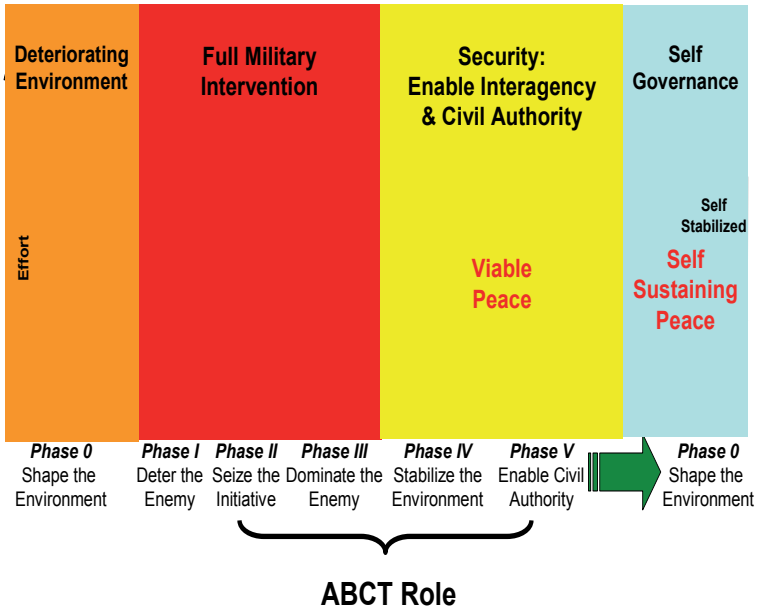 Deteriorating
Environment
Full Military
Intervention
Security:
Enable Interagency
& Civil Authority
Self
Governance
Effort
Self
Stabilized
Viable
Peace
Self
Sustaining
Peace
Phase 0
Shape the
Environment
Phase I
Deter the
Enemy
Phase II
Seize the
Initiative
Phase III
Dominate the
Enemy
Phase IV
Stabilize the
Environment
Phase V
Enable Civil
Authority
Phase 0
Shape the
Environment
ABCT Role